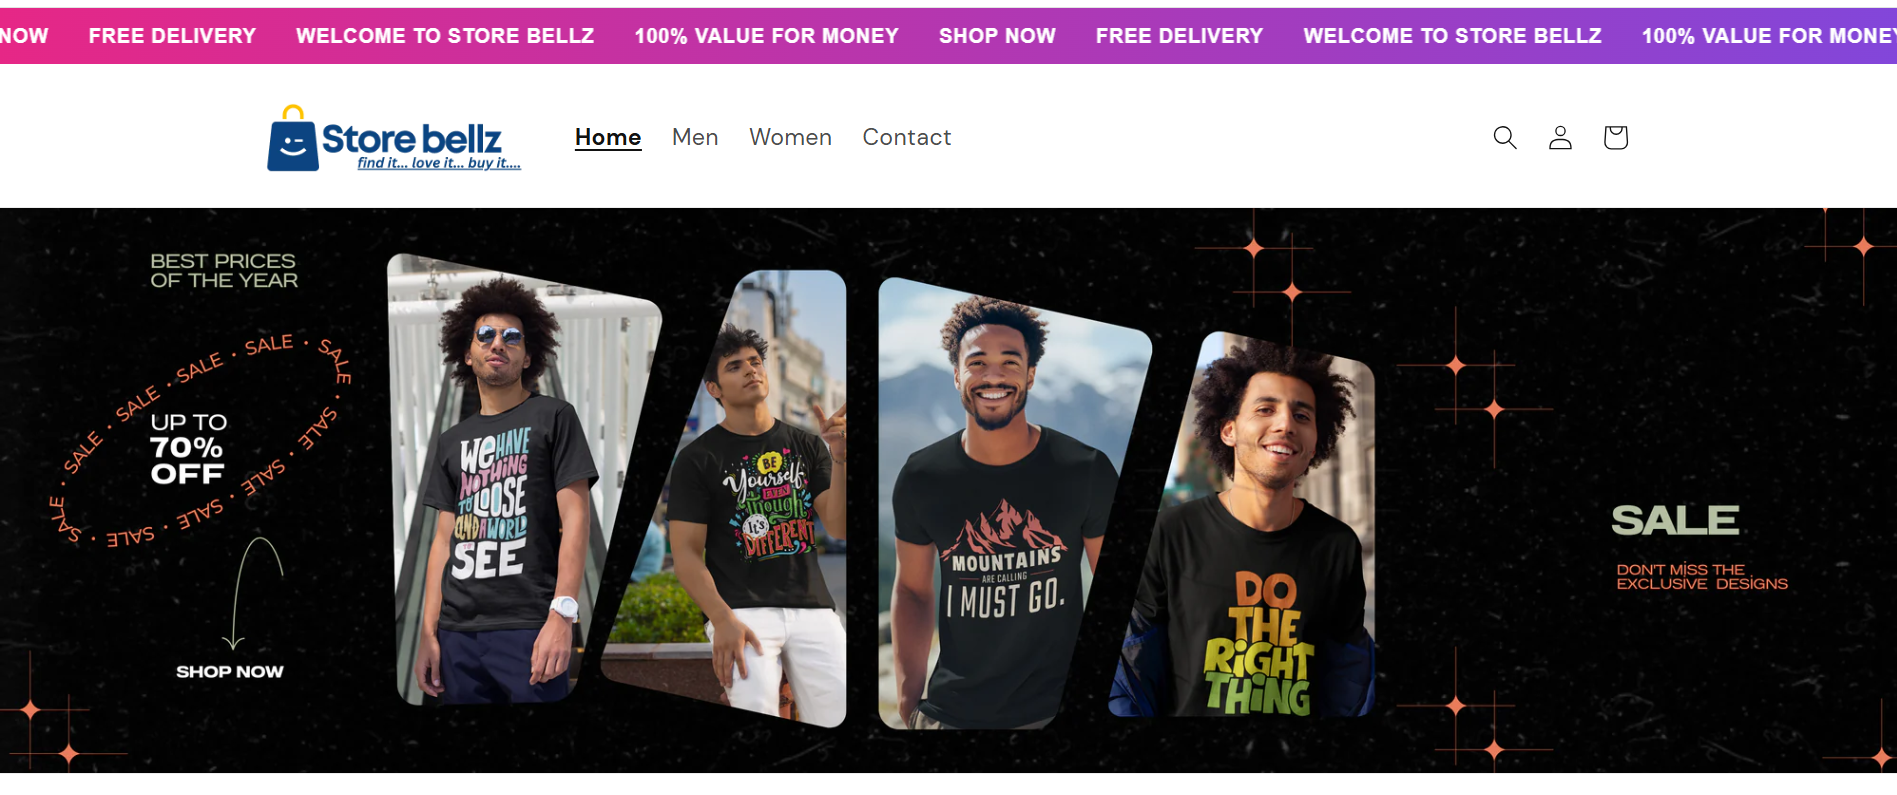 NOW FREE DELIVERY WELCOME TO STORE BELLZ 100% VALUE FOR MONEY SHOP NOW FREE DELIVERY WELCOME TO STORE BELLZ 100% VALUE FOR MONEY
Store bellz
find it... love it... buy it....
Home Men Women Contact
BEST PRICES
OF THE YEAR
SALE • SALE • SALE • SALE • SALE • SALE • SALE • SALE • SALE • SALE •
UP TO
70%
OFF
SHOP NOW
WE HAVE
NOTHING
TO LOOSE
AND A WORLD
TO SEE
BE
Yourself
EVEN
though
It's
DIFFERENT
MOUNTAINS
ARE CALLING
I MUST GO.
DO
THE
RiGHT
THiNG
SALE
DON'T MiSS THE
EXCLUSiVE DESiGNS